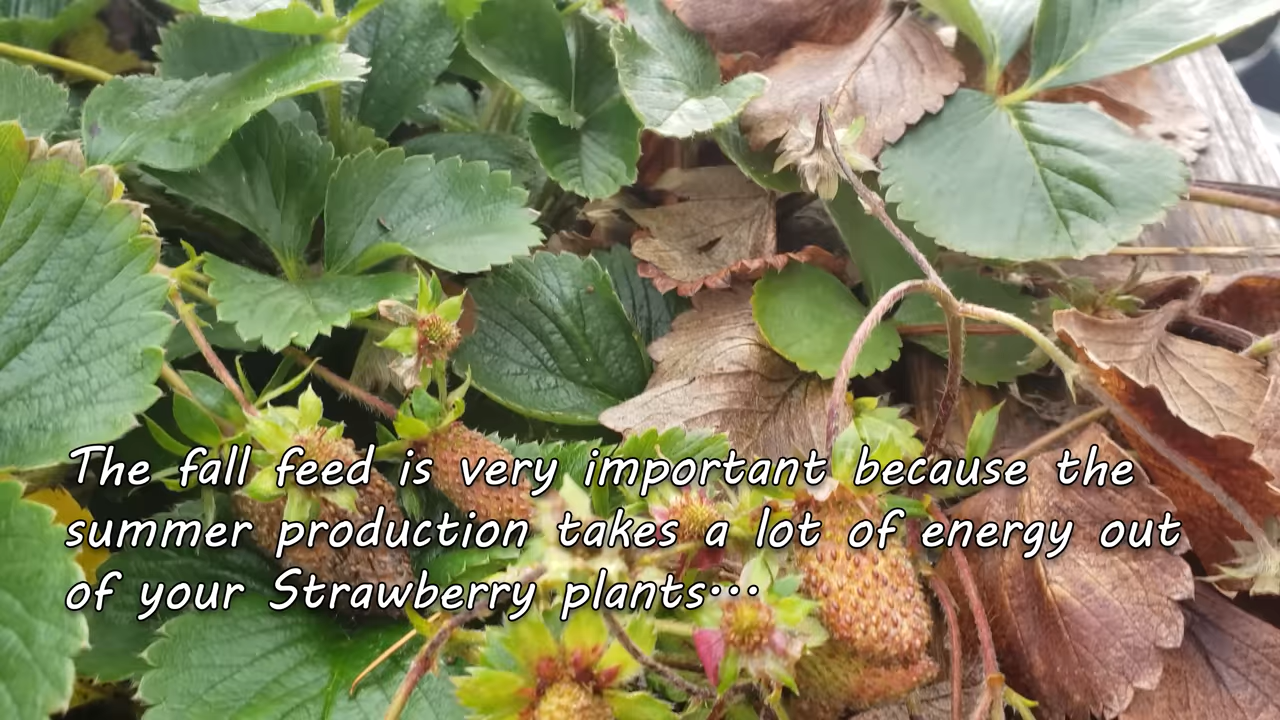 The fall feed is very important because the
summer production takes a lot of energy out
of your Strawberry plants...